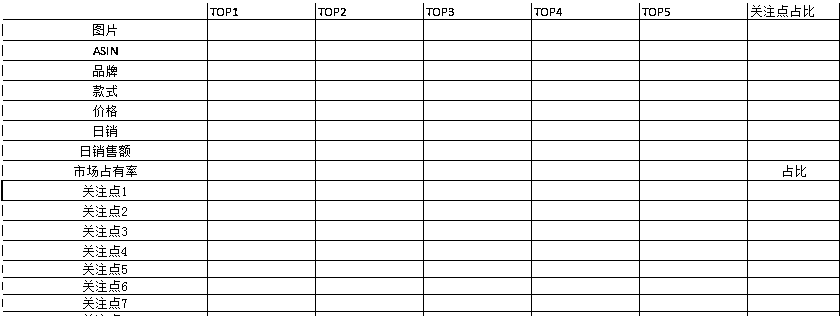 TOP1 TOP2 TOP3 TOP4 TOP5 关注点占比
图片
ASIN
品牌
款式
价格
日销
日销售额
市场占有率 占比
关注点1
关注点2
关注点3
关注点4
关注点5
关注点6
关注点7